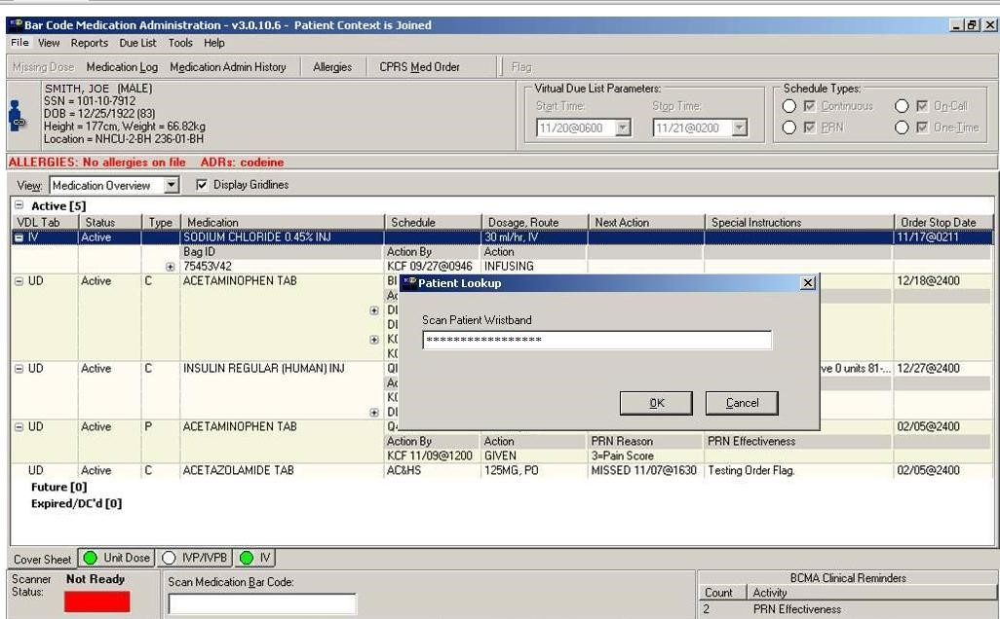 Bar Code Medication Administration - v3.0.10.6 - Patient Context is Joined
File View Reports Due List Tools Help
Missing Dose Medication Log Medication Admin History Allergies CPRS Med Order Flag
SMITH, JOE (MALE)
SSN = 101-10-7912
DOB = 12/25/1922 (83)
Height = 177cm, Weight = 66.82kg
Location = NHCU-2-BH 236-01-BH
Virtual Due List Parameters:
Start Time: Stop Time:
11/20@0600 11/21@0200
Schedule Types:
Continuous On-Call
PRN One-Time
ALLERGIES: No allergies on file ADRs: codeine
View: Medication Overview Display Gridlines
Active [5]
VDL Tab Status Type Medication Schedule Dosage, Route Next Action Special Instructions Order Stop Date
IV Active SODIUM CHLORIDE 0.45% INJ 30 ml/hr, IV 11/17@0211
Bag ID Action By Action
75453V42 KCF 09/27@0946 INFUSING
UD Active C ACETAMINOPHEN TAB 12/18@2400
Patient Lookup
Scan Patient Wristband
*****************
OK Cancel
UD Active C INSULIN REGULAR (HUMAN) INJ ve 0 units 81-... 12/27@2400
UD Active P ACETAMINOPHEN TAB 02/05@2400
Action By Action PRN Reason PRN Effectiveness
KCF 11/09@1200 GIVEN 3=Pain Score
UD Active C ACETAZOLAMIDE TAB AC&HS 125MG, PO MISSED 11/07@1630 Testing Order Flag. 02/05@2400
Future [0]
Expired/DC'd [0]
Cover Sheet Unit Dose IVP/IVPB IV
Scanner Status: Not Ready
Scan Medication Bar Code:
BCMA Clinical Reminders
Count Activity
2 PRN Effectiveness